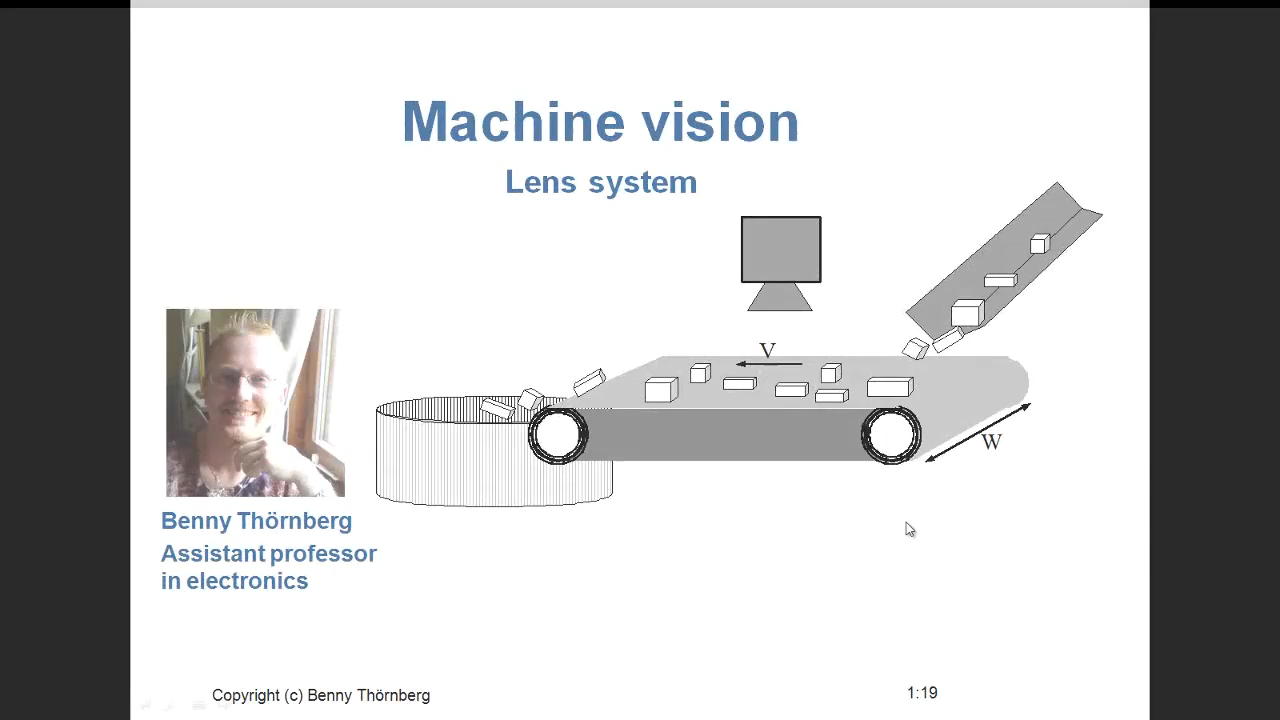 Machine vision
Lens system
V
W
Benny Thörnberg
Assistant professor
in electronics
Copyright (c) Benny Thörnberg
1:19